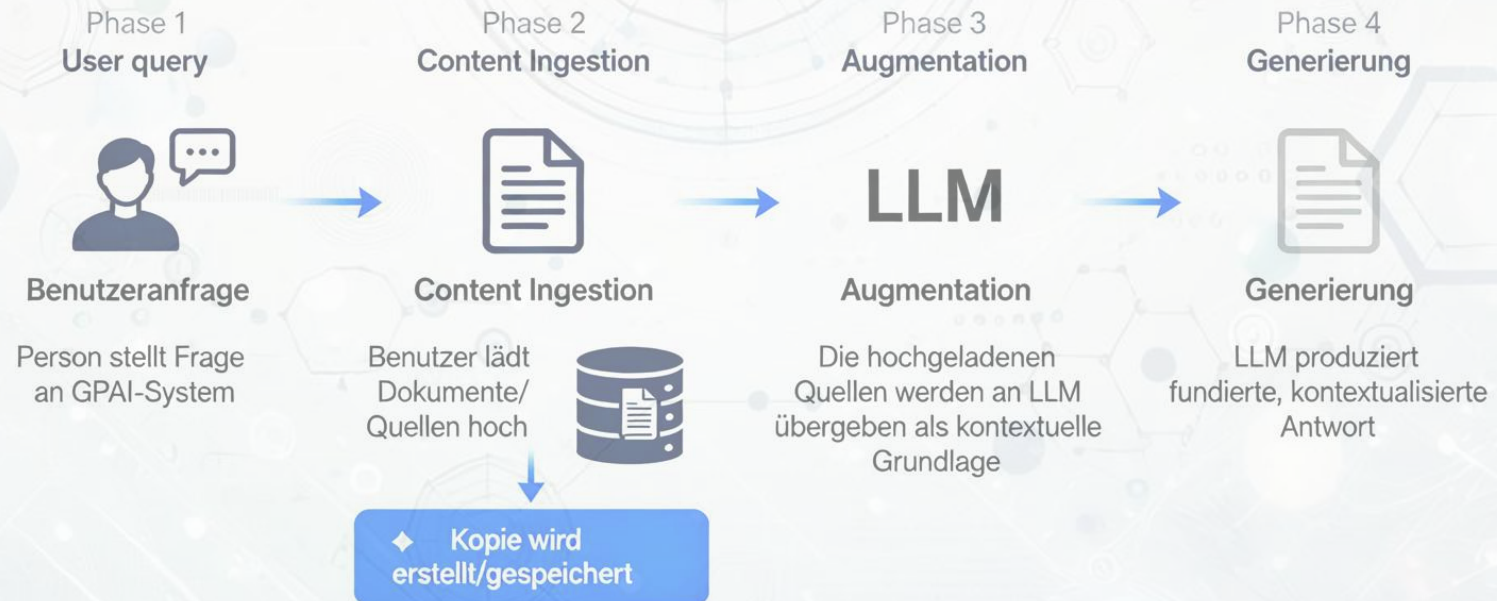 Phase 1
User query
Phase 2
Content Ingestion
Phase 3
Augmentation
Phase 4
Generierung
LLM
Benutzeranfrage
Content Ingestion
Augmentation
Generierung
Person stellt Frage
an GPAI-System
Benutzer lädt
Dokumente/
Quellen hoch
Die hochgeladenen
Quellen werden an LLM
übergeben als kontextuelle
Grundlage
LLM produziert
fundierte, kontextualisierte
Antwort
Kopie wird
erstellt/gespeichert